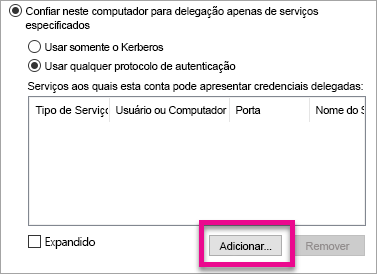 Confiar neste computador para delegação apenas de serviços
especificados
Usar somente o Kerberos
Usar qualquer protocolo de autenticação
Serviços aos quais esta conta pode apresentar credenciais delegadas:
Tipo de Serviç Usuário ou Computador Porta Nome do S
Expandido Adicionar... Remover